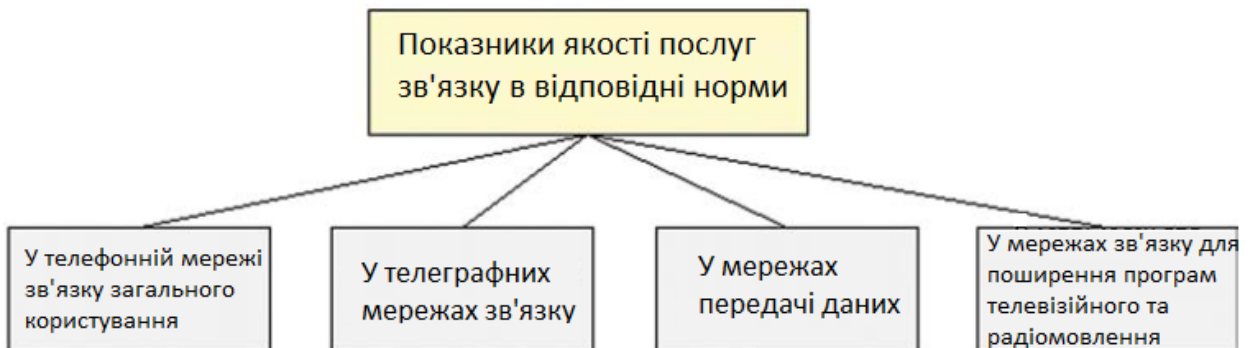 Показники якості послуг
зв'язку в відповідні норми
У телефонній мережі
зв'язку загального
користування
У телеграфних
мережах зв'язку
У мережах
передачі даних
У мережах зв'язку для
поширення програм
телевізійного та
радіомовлення